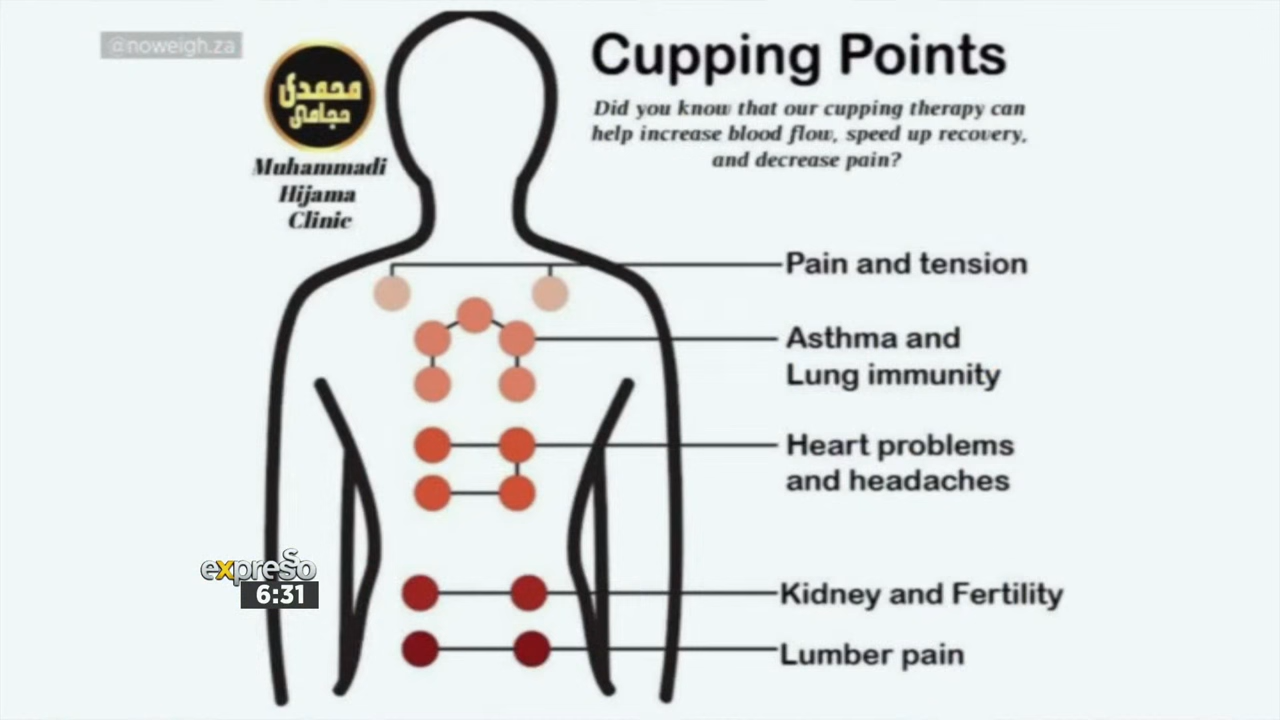 @noweigh.za
محمدی
حجامی
Muhammadi
Hijama
Clinic
Cupping Points
Did you know that our cupping therapy can
help increase blood flow, speed up recovery,
and decrease pain?
Pain and tension
Asthma and
Lung immunity
Heart problems
and headaches
Kidney and Fertility
Lumber pain
expresso
6:31